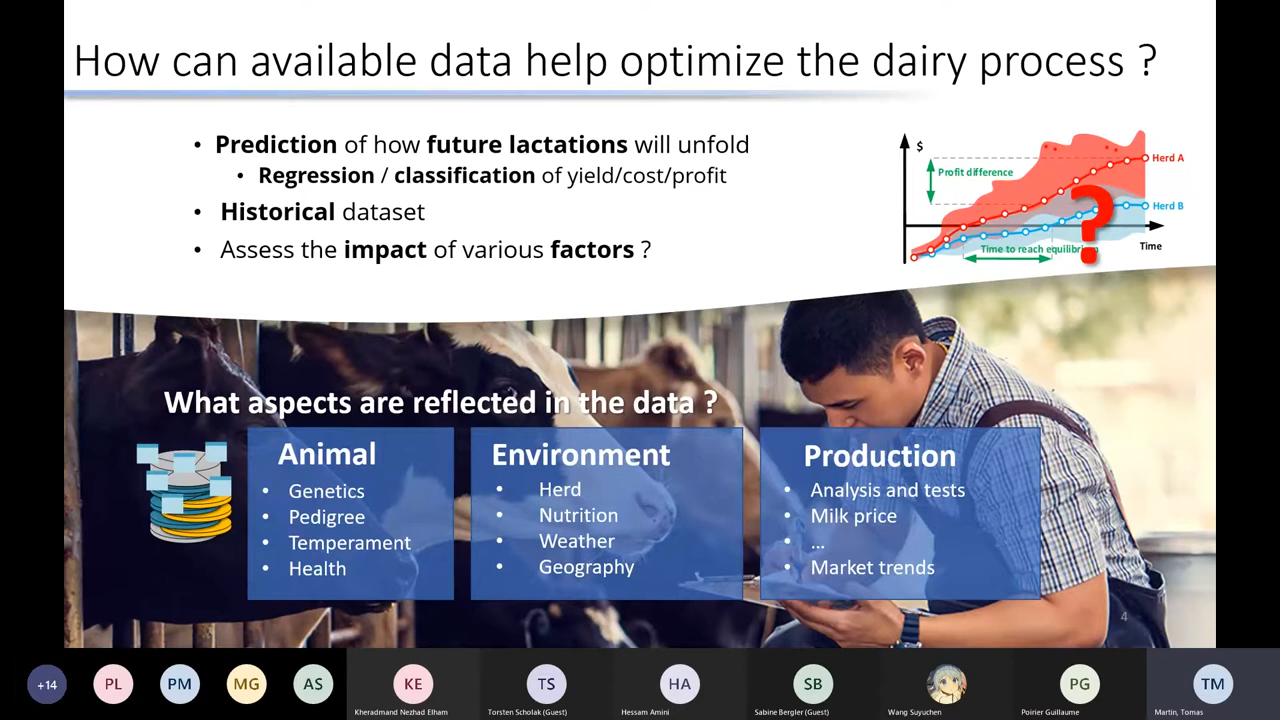 How can available data help optimize the dairy process ?
• Prediction of how future lactations will unfold
• Regression / classification of yield/cost/profit
• Historical dataset
• Assess the impact of various factors ?
$
Profit difference
Herd A
Herd B
?
Time to reach equilibrium
Time
What aspects are reflected in the data ?
Animal
• Genetics
• Pedigree
• Temperament
• Health
Environment
• Herd
• Nutrition
• Weather
• Geography
Production
• Analysis and tests
• Milk price
• ...
• Market trends
4
+14
PL
PM
MG
AS
KE
Kheradmand Nezhad Elham
TS
Torsten Scholak (Guest)
HA
Hessam Amini
SB
Sabine Bergler (Guest)
Wang Suyuchen
PG
Poirier Guillaume
TM
Martin, Tomas